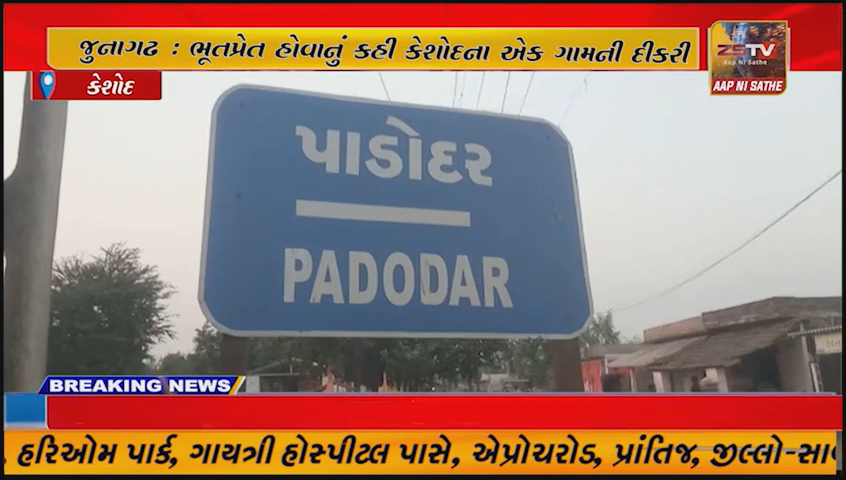 જુનાગઢ : ભૂતપ્રેત હોવાનું કહી કેશોદના એક ગામની દીકરી
ZSTV
Aap Ni Sathe
AAP NI SATHE
કેશોદ
પાડોદર
PADODAR
BREAKING NEWS
હરિઓમ પાર્ક, ગાયત્રી હોસ્પીટલ પાસે, એપ્રોચરોડ, પ્રાંતિજ, જીલ્લો-સા